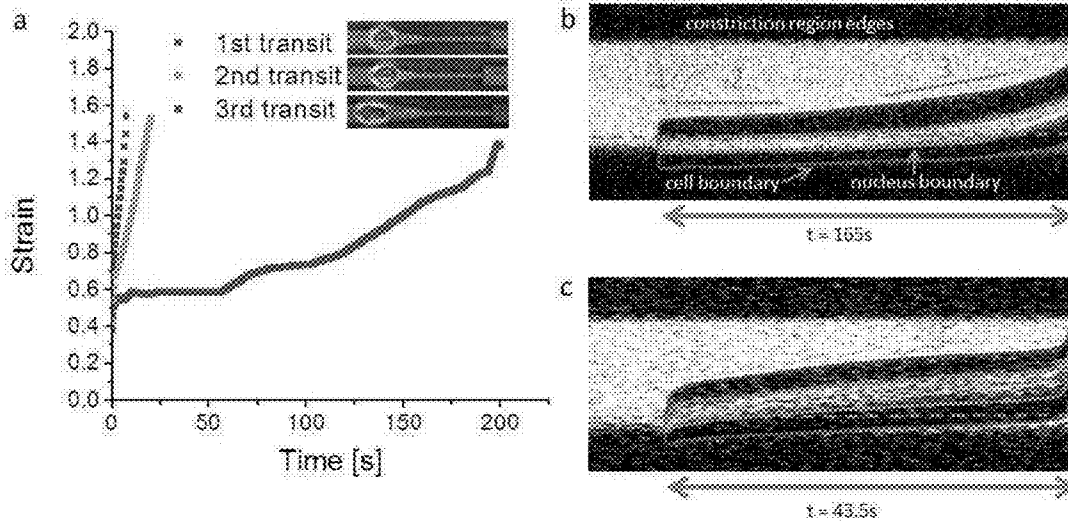 a
2.0
1.8
1.6
1.4
1.2
1.0
0.8
0.6
0.4
0.2
0.0
Strain
1st transit
2nd transit
3rd transit
0
50
100
150
200
Time [s]
b
constriction region edges
cell boundary
nucleus boundary
t = 165s
c
t = 43.5s